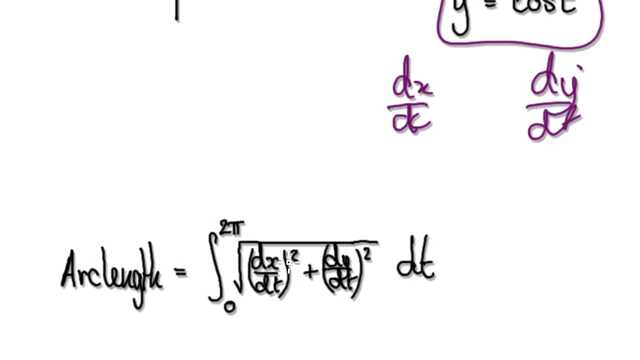 y = cost
dx/dt dy/dt
Arclength = ∫₀^2π √((dx/dt)² + (dy/dt)²) dt